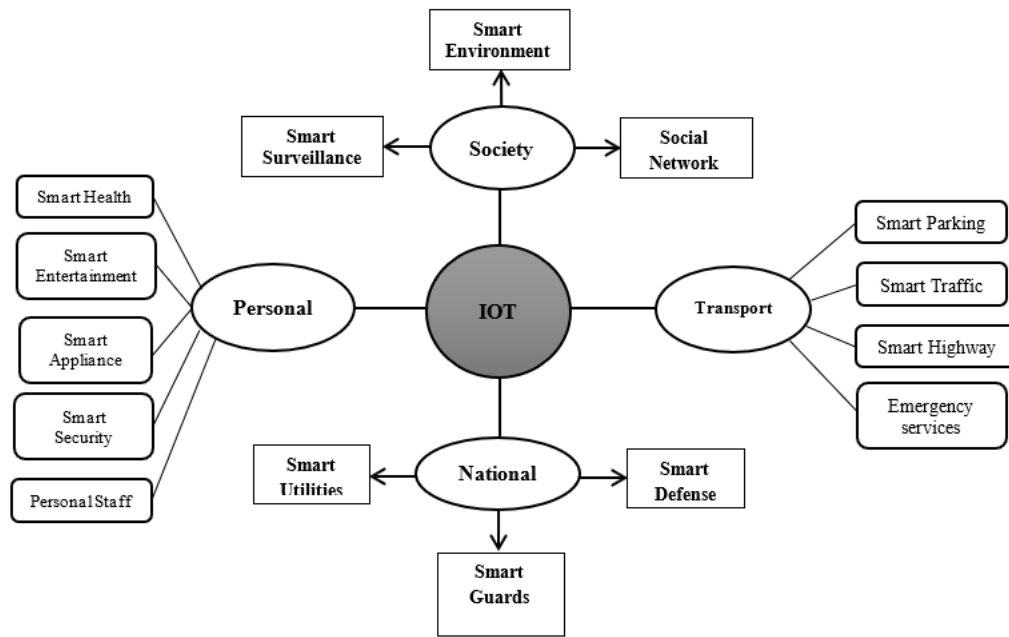 Smart
Environment
Smart
Surveillance
Society
Social
Network
Smart Health
Smart
Entertainment
Smart
Appliance
Smart
Security
Personal Staff
Personal
IOT
Transport
Smart Parking
Smart Traffic
Smart Highway
Emergency
services
Smart
Utilities
National
Smart
Defense
Smart
Guards